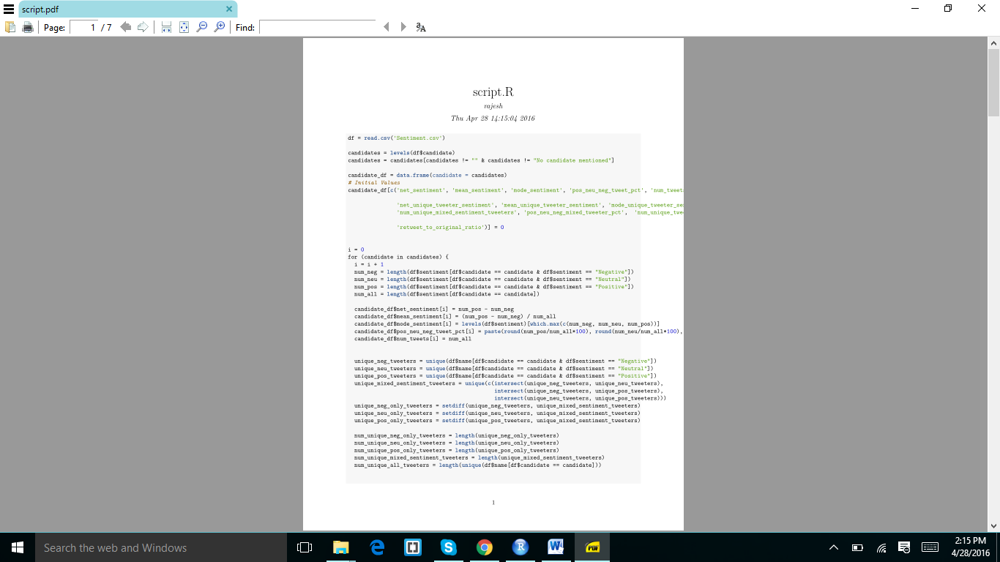 script.pdf
Page: 1 / 7 Find:
script.R
rajesh
Thu Apr 28 14:15:04 2016
df = read.csv('Sentiment.csv')
candidates = levels(df$candidate)
candidates = candidates[candidates != "" & candidates != "No candidate mentioned"]
candidate_df = data.frame(candidate = candidates)
# Initial Values
candidate_df[c('net_sentiment', 'mean_sentiment', 'mode_sentiment', 'pos_neu_neg_tweet_pct', 'num_tweet
'net_unique_tweeter_sentiment', 'mean_unique_tweeter_sentiment', 'mode_unique_tweeter_se
'num_unique_mixed_sentiment_tweeters', 'pos_neu_neg_mixed_tweeter_pct', 'num_unique_twe
'retweet_to_original_ratio')] = 0
i = 0
for (candidate in candidates) {
i = i + 1
num_neg = length(df$sentiment[df$candidate == candidate & df$sentiment == "Negative"])
num_neu = length(df$sentiment[df$candidate == candidate & df$sentiment == "Neutral"])
num_pos = length(df$sentiment[df$candidate == candidate & df$sentiment == "Positive"])
num_all = length(df$sentiment[df$candidate == candidate])
candidate_df$net_sentiment[i] = num_pos - num_neg
candidate_df$mean_sentiment[i] = (num_pos - num_neg) / num_all
candidate_df$mode_sentiment[i] = levels(df$sentiment)[which.max(c(num_neg, num_neu, num_pos))]
candidate_df$pos_neu_neg_tweet_pct[i] = paste(round(num_pos/num_all*100), round(num_neu/num_all*100),
candidate_df$num_tweets[i] = num_all
unique_neg_tweeters = unique(df$name[df$candidate == candidate & df$sentiment == "Negative"])
unique_neu_tweeters = unique(df$name[df$candidate == candidate & df$sentiment == "Neutral"])
unique_pos_tweeters = unique(df$name[df$candidate == candidate & df$sentiment == "Positive"])
unique_mixed_sentiment_tweeters = unique(c(intersect(unique_neg_tweeters, unique_neu_tweeters),
intersect(unique_neg_tweeters, unique_pos_tweeters),
intersect(unique_neu_tweeters, unique_pos_tweeters)))
unique_neg_only_tweeters = setdiff(unique_neg_tweeters, unique_mixed_sentiment_tweeters)
unique_neu_only_tweeters = setdiff(unique_neu_tweeters, unique_mixed_sentiment_tweeters)
unique_pos_only_tweeters = setdiff(unique_pos_tweeters, unique_mixed_sentiment_tweeters)
num_unique_neg_only_tweeters = length(unique_neg_only_tweeters)
num_unique_neu_only_tweeters = length(unique_neu_only_tweeters)
num_unique_pos_only_tweeters = length(unique_pos_only_tweeters)
num_unique_mixed_sentiment_tweeters = length(unique_mixed_sentiment_tweeters)
num_unique_all_tweeters = length(unique(df$name[df$candidate == candidate]))
1
Search the web and Windows
2:15 PM
4/28/2016